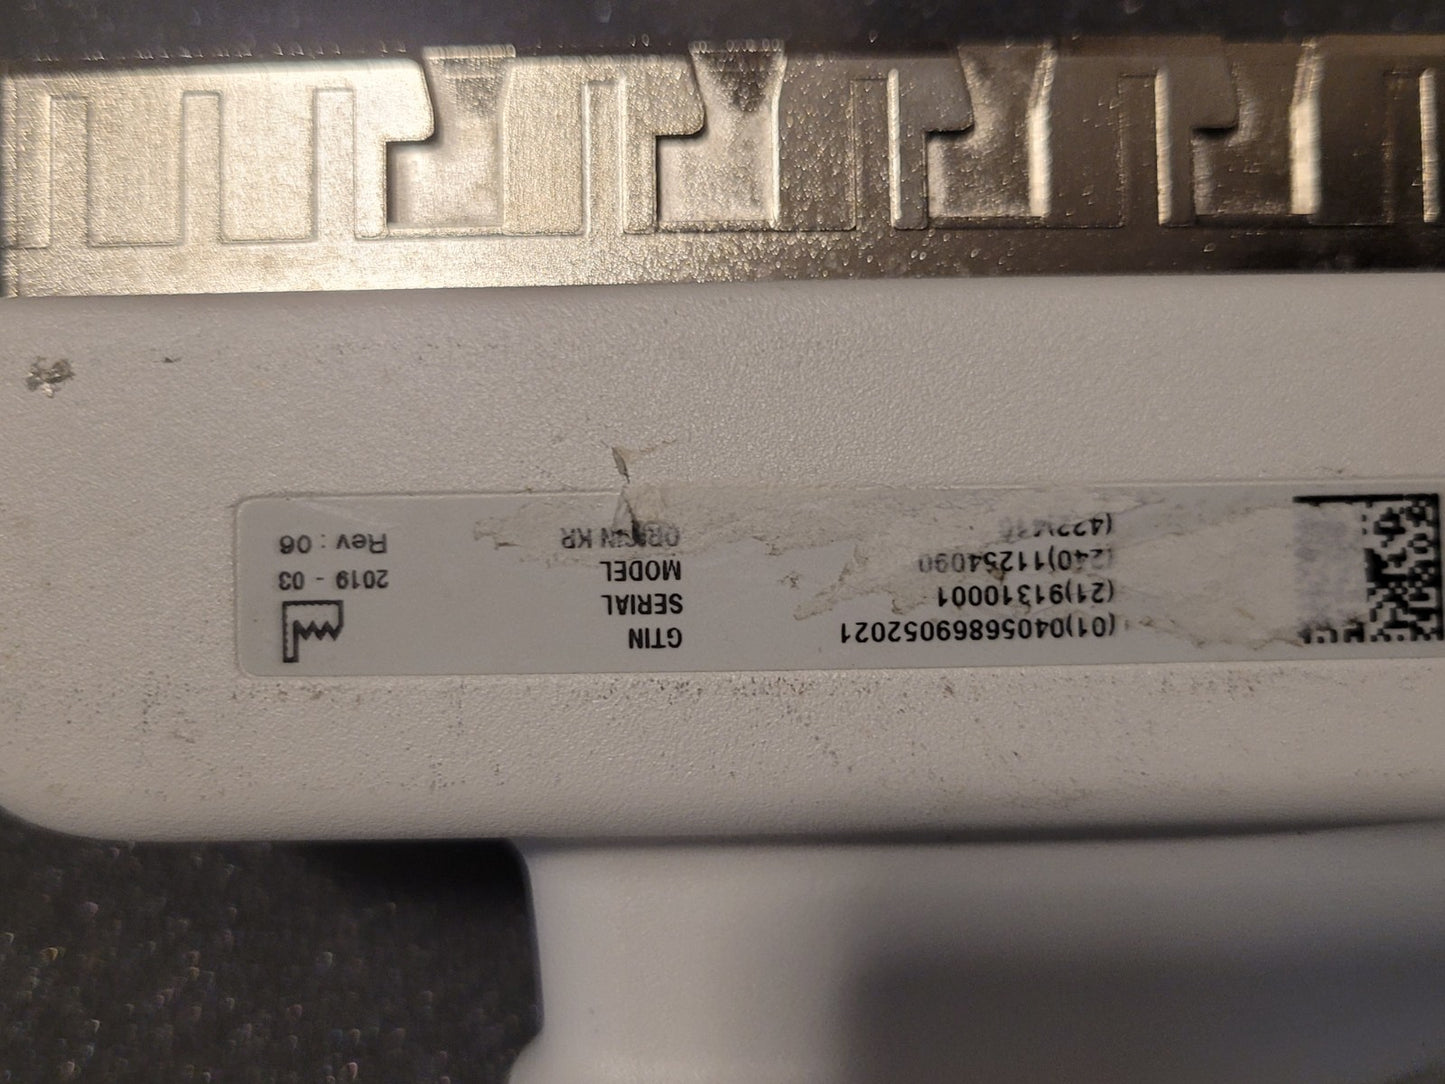 (01)04056869052021 GTIN
(21)91310001 SERIAL 2019 - 03
(240)11254090 MODEL
ORIGIN KR Rev : 06